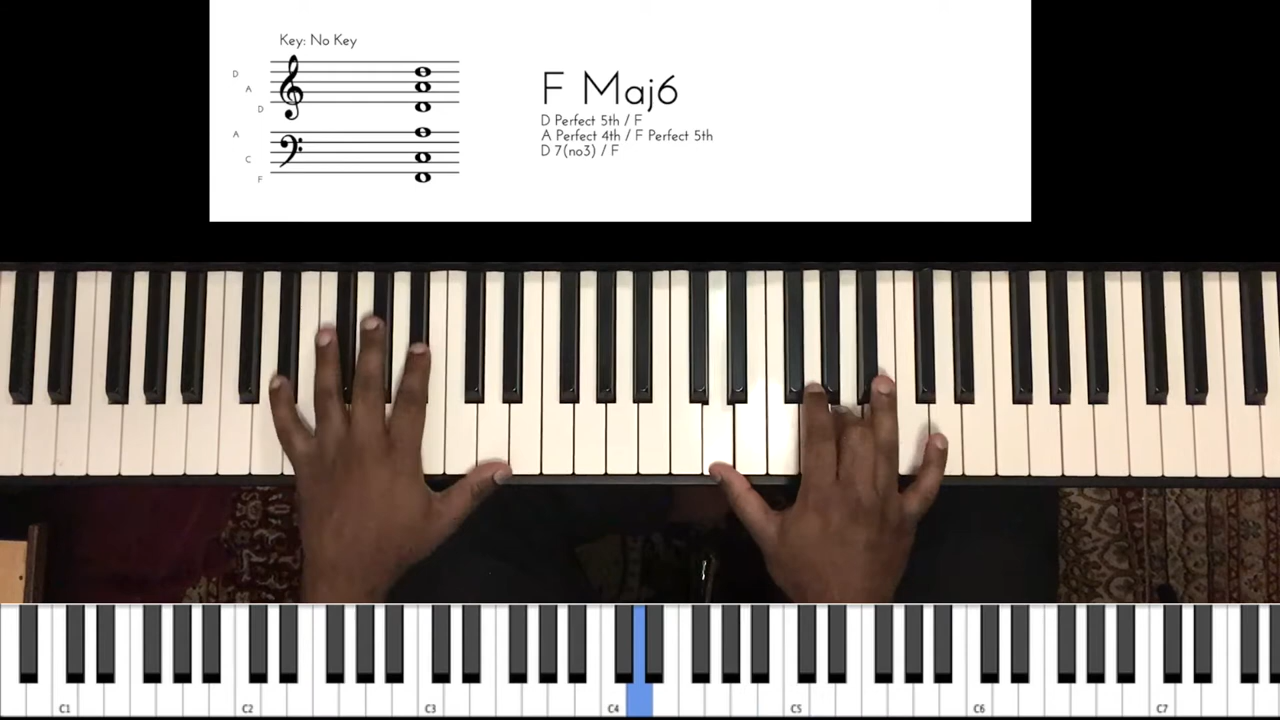 Key: No Key
D
A
D
A
C
F
F Maj6
D Perfect 5th / F
A Perfect 4th / F Perfect 5th
D 7(no3) / F
C1 C2 C3 C4 C5 C6 C7